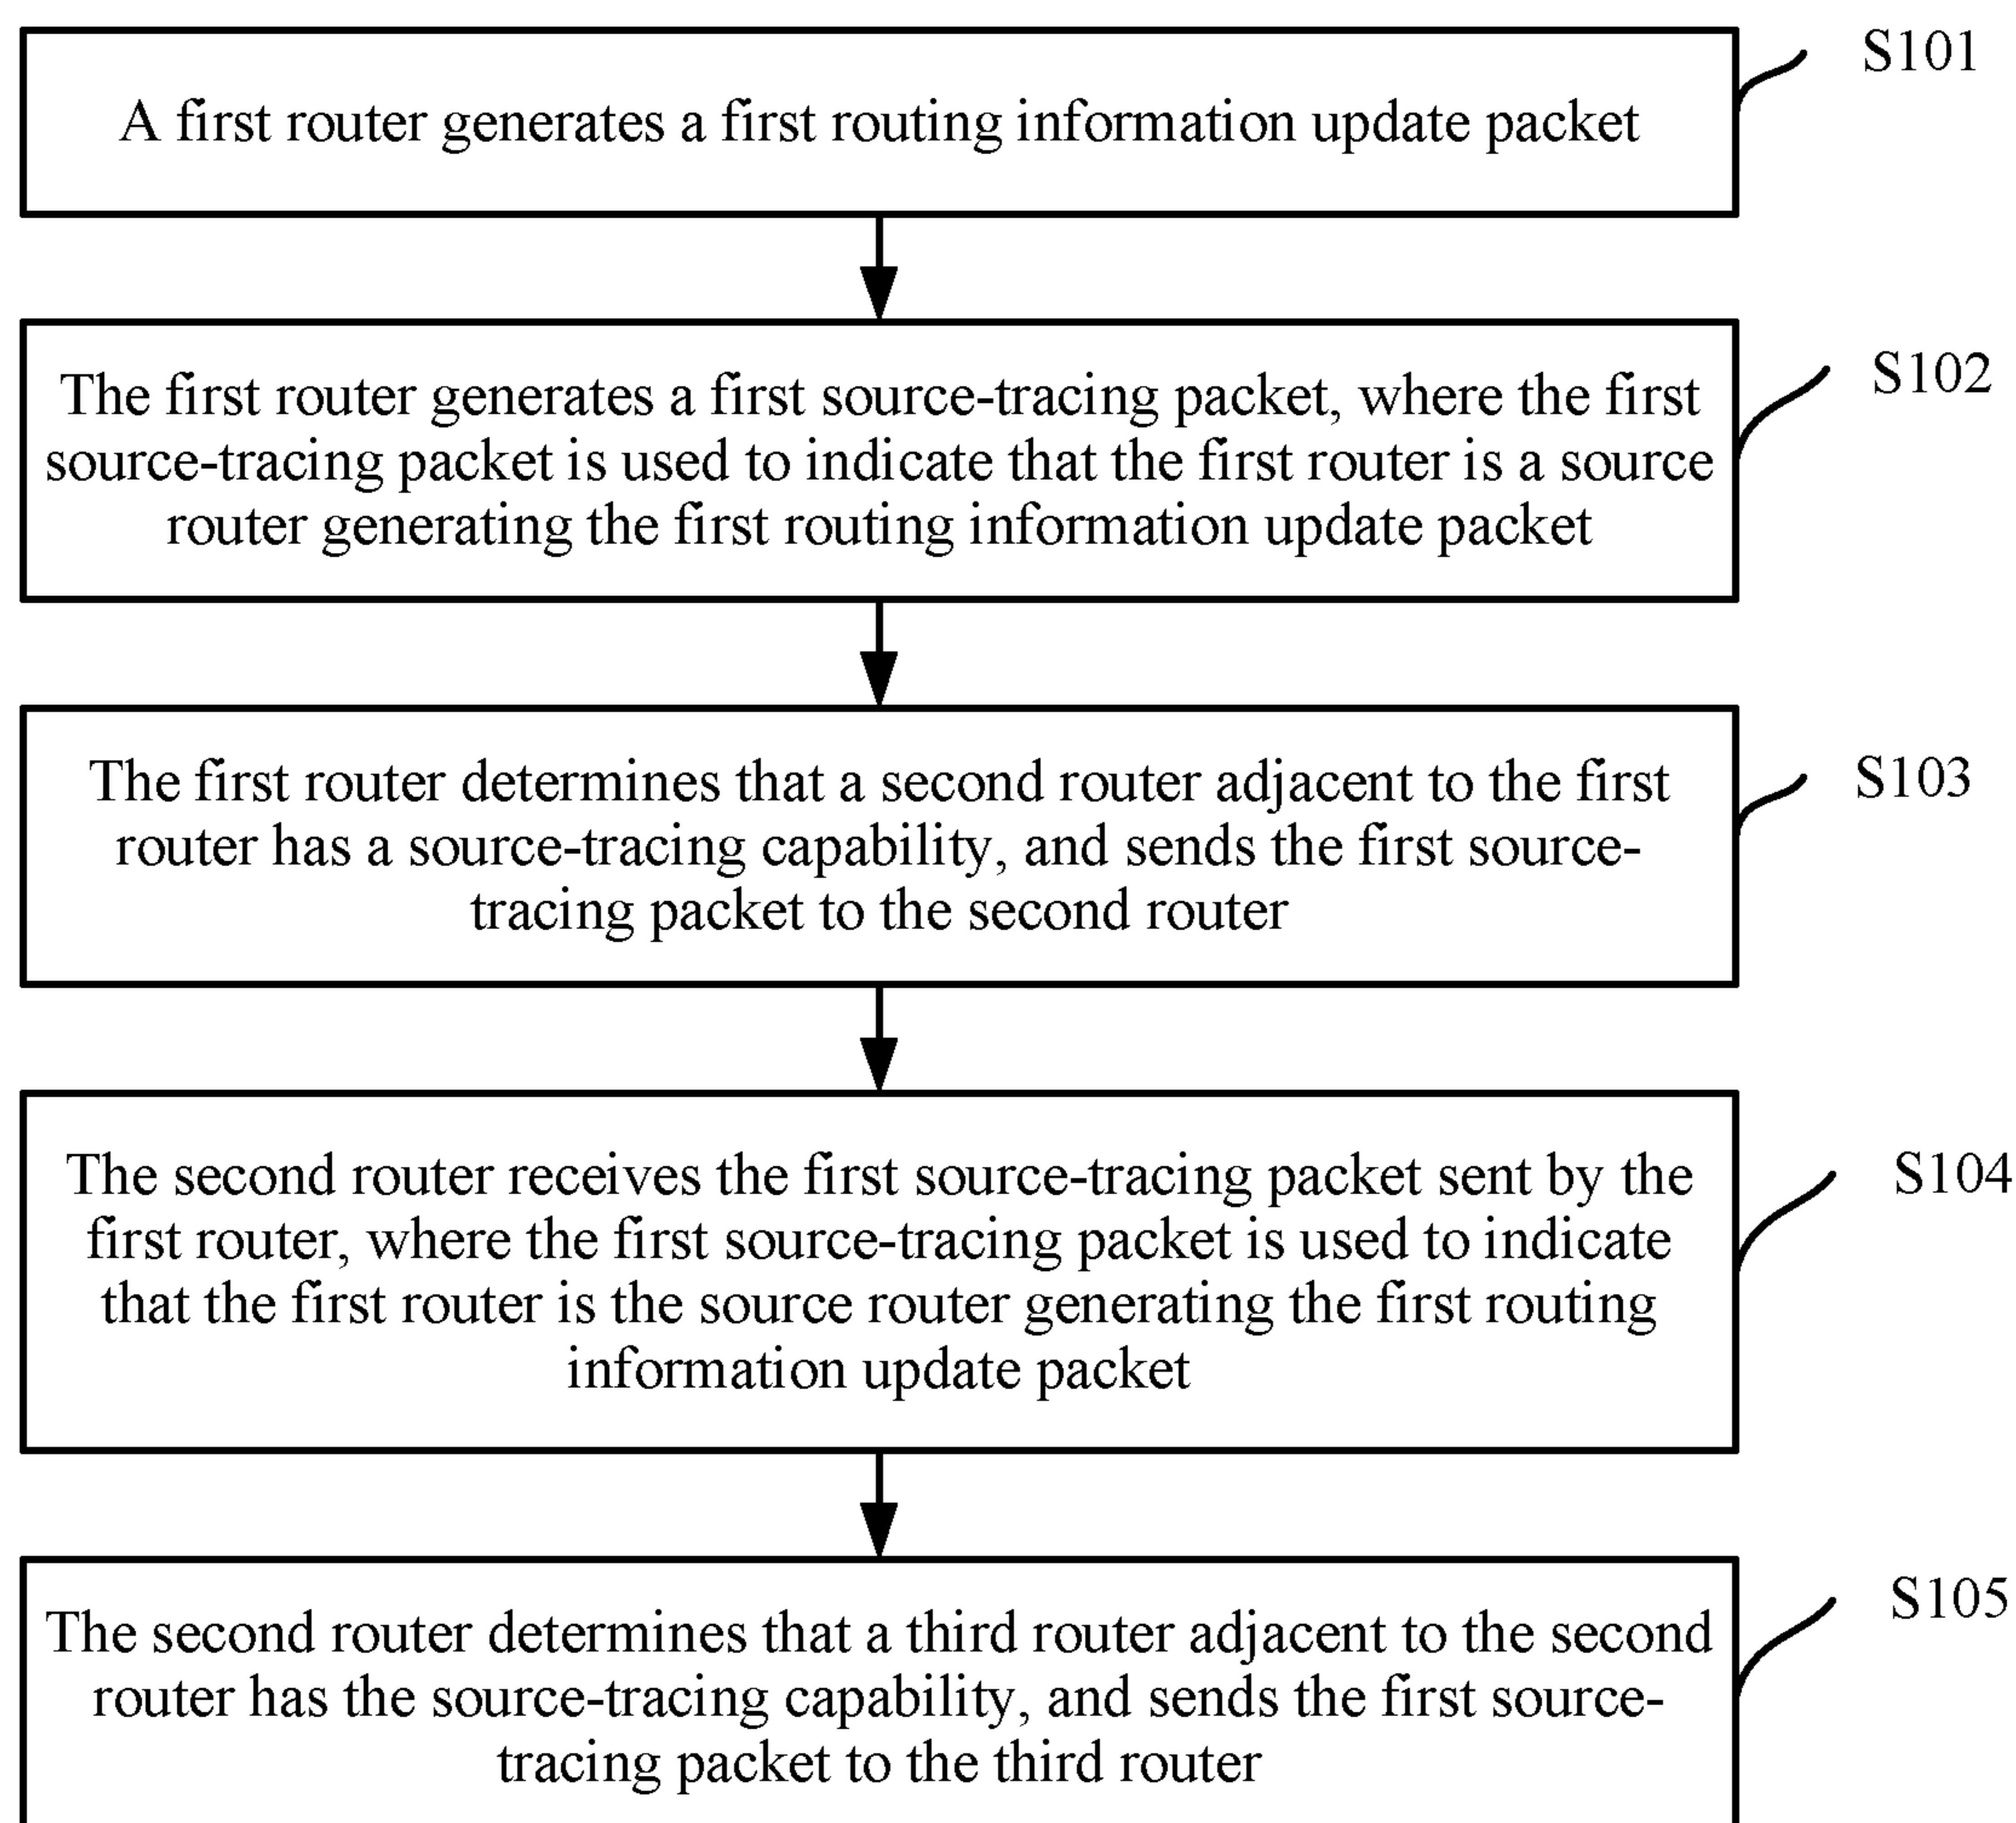 A first router generates a first routing information update packet
S101
The first router generates a first source-tracing packet, where the first
source-tracing packet is used to indicate that the first router is a source
router generating the first routing information update packet
S102
The first router determines that a second router adjacent to the first
router has a source-tracing capability, and sends the first source-
tracing packet to the second router
S103
The second router receives the first source-tracing packet sent by the
first router, where the first source-tracing packet is used to indicate
that the first router is the source router generating the first routing
information update packet
S104
The second router determines that a third router adjacent to the second
router has the source-tracing capability, and sends the first source-
tracing packet to the third router
S105